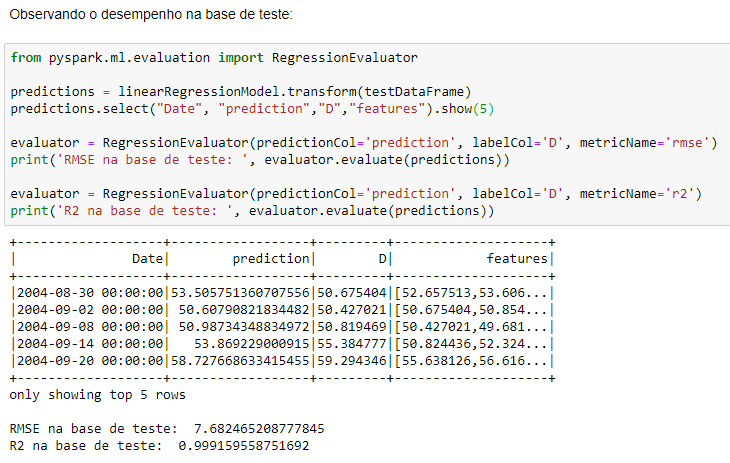 Observando o desempenho na base de teste:
from pyspark.ml.evaluation import RegressionEvaluator
predictions = linearRegressionModel.transform(testDataFrame)
predictions.select("Date", "prediction","D","features").show(5)
evaluator = RegressionEvaluator(predictionCol='prediction', labelCol='D', metricName='rmse')
print('RMSE na base de teste: ', evaluator.evaluate(predictions))
evaluator = RegressionEvaluator(predictionCol='prediction', labelCol='D', metricName='r2')
print('R2 na base de teste: ', evaluator.evaluate(predictions))
+-------------------+------------------+---------+--------------------+
|               Date|        prediction|        D|            features|
+-------------------+------------------+---------+--------------------+
|2004-08-30 00:00:00|53.505751360707556|50.675404|[52.657513,53.606...|
|2004-09-02 00:00:00| 50.60790821834482|50.427021|[50.675404,50.854...|
|2004-09-08 00:00:00| 50.98734348834972|50.819469|[50.427021,49.681...|
|2004-09-14 00:00:00|   53.869229000915|55.384777|[50.824436,52.324...|
|2004-09-20 00:00:00|58.727668633415455|59.294346|[55.638126,56.616...|
+-------------------+------------------+---------+--------------------+
only showing top 5 rows
RMSE na base de teste:  7.682465208777845
R2 na base de teste:  0.999159558751692